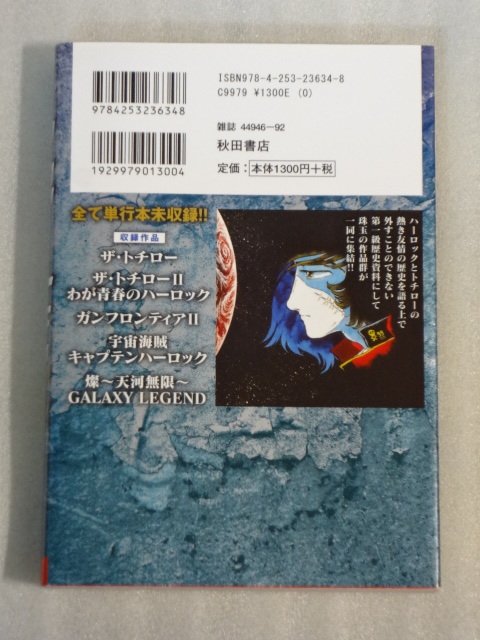 ISBN978-4-253-23634-8
C9979 ¥1300E (0)
9784253236348
雑誌 44946-92
秋田書店
定価：本体1300円+税
1929979013004
全て単行本未収録!!
収録作品
ザ・トチロー
ザ・トチローII
わが青春のハーロック
ガンフロンティアII
宇宙海賊
キャプテンハーロック
燦～天河無限～
GALAXY LEGEND
ハーロックとトチローの
熱き友情の歴史を語る上で
外すことのできない
第一級歴史資料にして
珠玉の作品群が
一同に集結!!